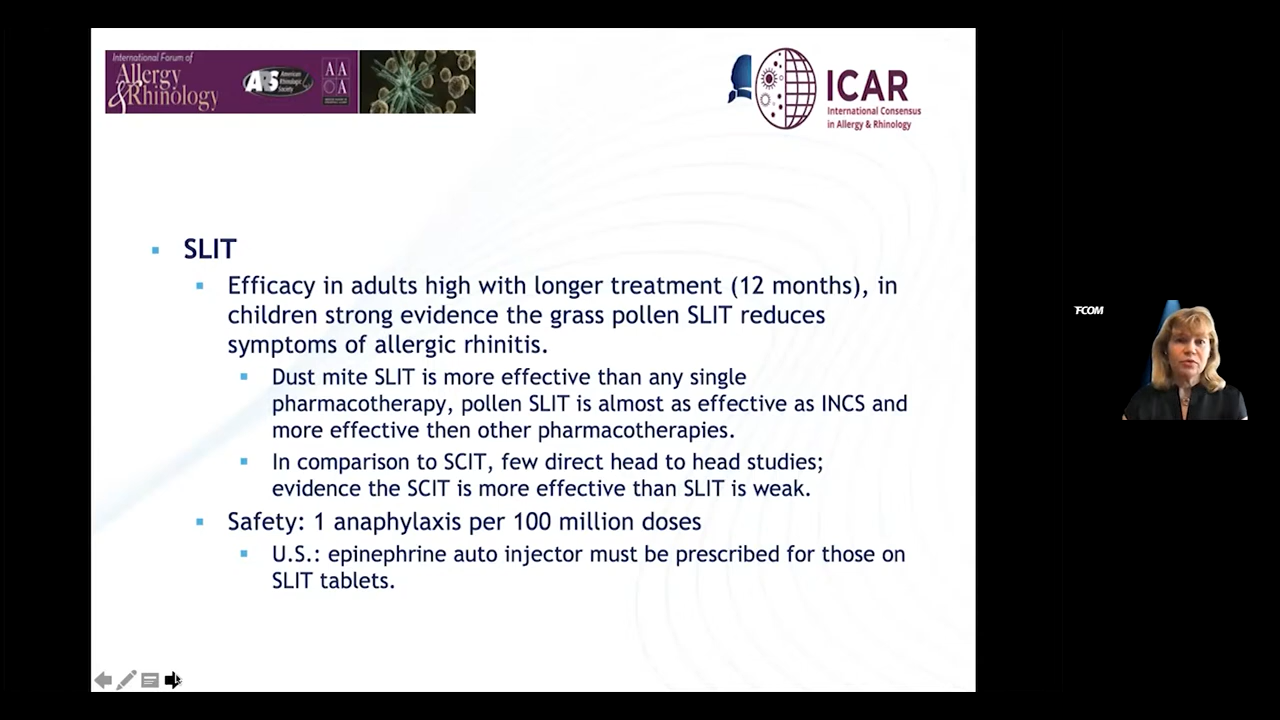 International Forum of
Allergy
& Rhinology
ARS
American
Rhinologic
Society
AA
OA
ICAR
International Consensus
in Allergy & Rhinology
SLIT
Efficacy in adults high with longer treatment (12 months), in
children strong evidence the grass pollen SLIT reduces
symptoms of allergic rhinitis.
Dust mite SLIT is more effective than any single
pharmacotherapy, pollen SLIT is almost as effective as INCS and
more effective then other pharmacotherapies.
In comparison to SCIT, few direct head to head studies;
evidence the SCIT is more effective than SLIT is weak.
Safety: 1 anaphylaxis per 100 million doses
U.S.: epinephrine auto injector must be prescribed for those on
SLIT tablets.
TCOM